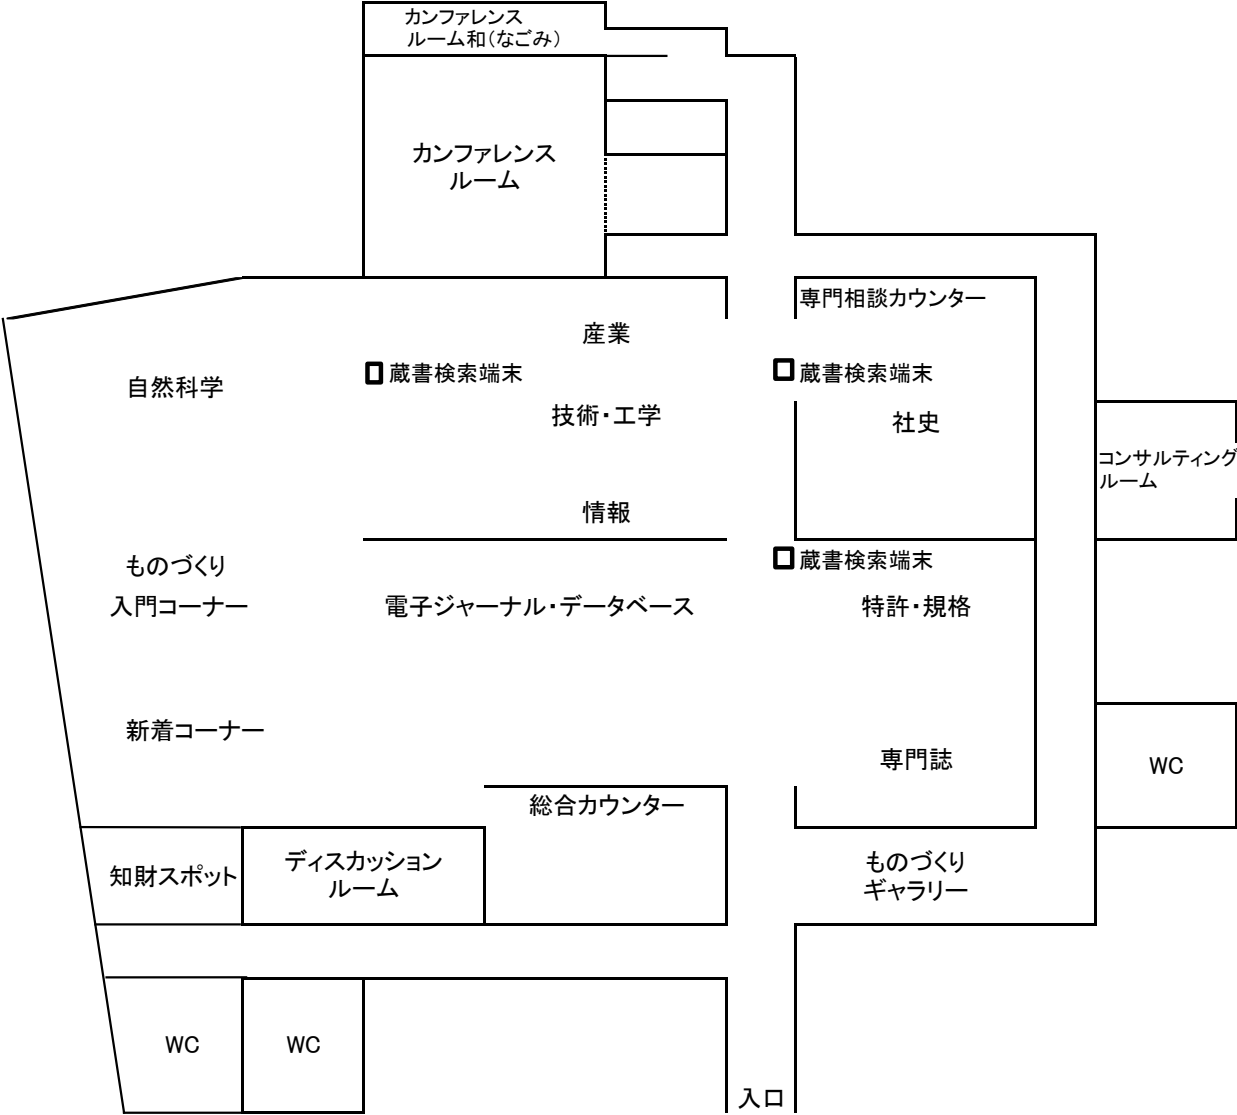 カンファレンス
ルーム和（なごみ）
カンファレンス
ルーム
専門相談カウンター
産業
蔵書検索端末
蔵書検索端末
自然科学
技術・工学
社史
コンサルティング
ルーム
情報
蔵書検索端末
ものづくり
入門コーナー
電子ジャーナル・データベース
特許・規格
新着コーナー
専門誌
WC
総合カウンター
知財スポット
ディスカッション
ルーム
ものづくり
ギャラリー
WC
WC
入口